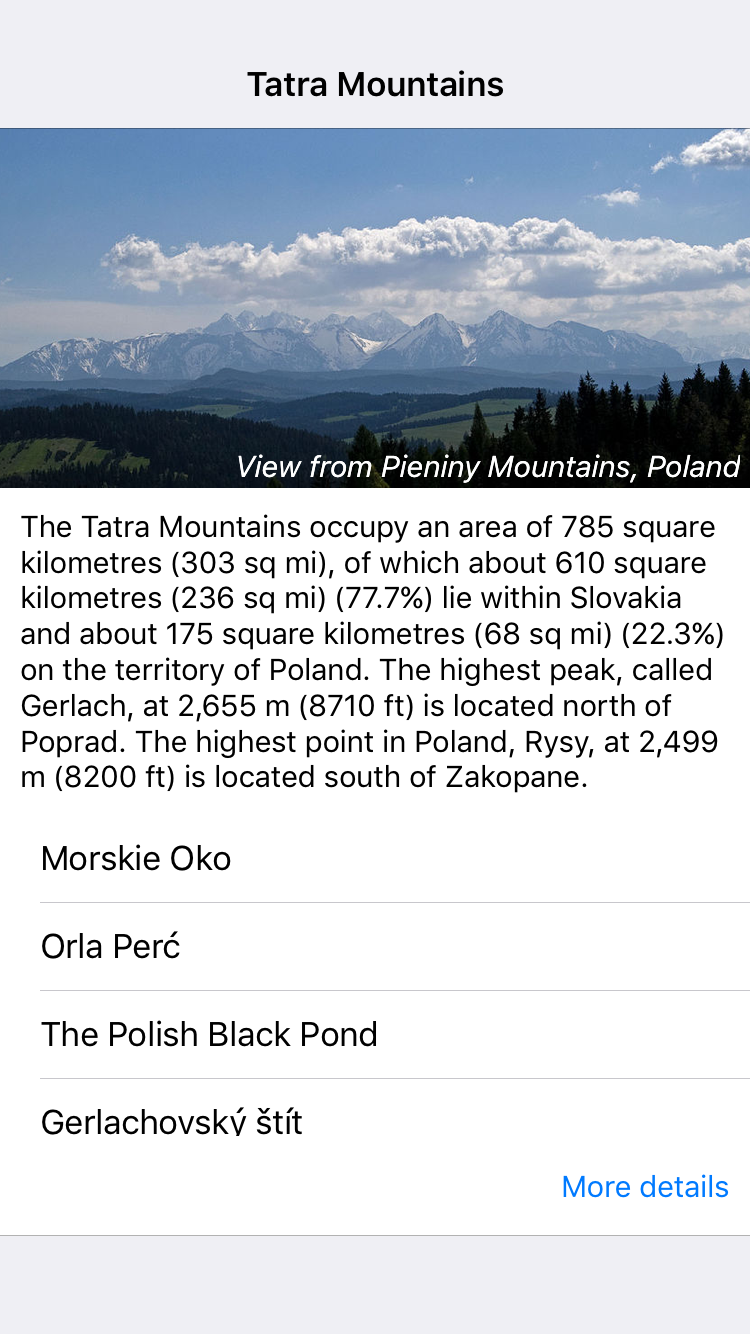 Tatra Mountains
View from Pieniny Mountains, Poland
The Tatra Mountains occupy an area of 785 square
kilometres (303 sq mi), of which about 610 square
kilometres (236 sq mi) (77.7%) lie within Slovakia
and about 175 square kilometres (68 sq mi) (22.3%)
on the territory of Poland. The highest peak, called
Gerlach, at 2,655 m (8710 ft) is located north of
Poprad. The highest point in Poland, Rysy, at 2,499
m (8200 ft) is located south of Zakopane.
Morskie Oko
Orla Perć
The Polish Black Pond
Gerlachovský štít
More details